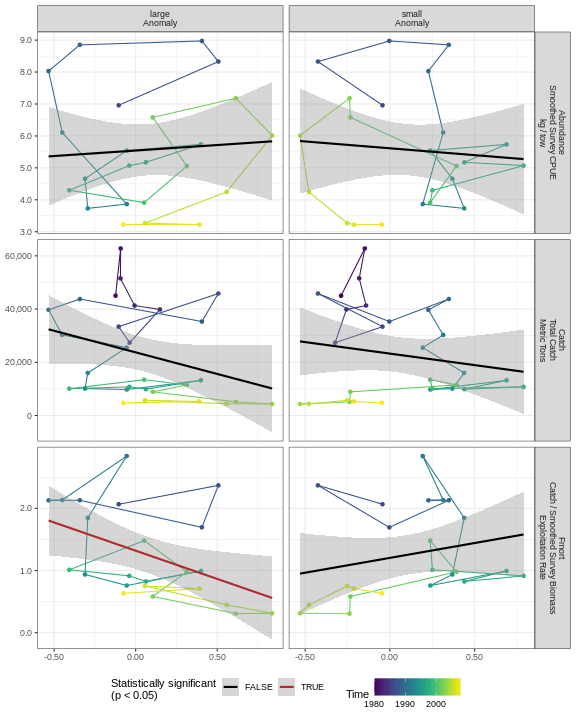 large
Anomaly
small
Anomaly
9.0
8.0
7.0
6.0
5.0
4.0
3.0
Abundance
Smoothed Survey CPUE
kg / tow
60,000
40,000
20,000
0
Catch
Total Catch
Metric Tons
2.0
1.0
0.0
Fmort
Catch / Smoothed Survey Biomass
Exploitation Rate
-0.50
0.00
0.50
-0.50
0.00
0.50
Statistically significant
(p < 0.05)
FALSE
TRUE
Time
1980
1990
2000